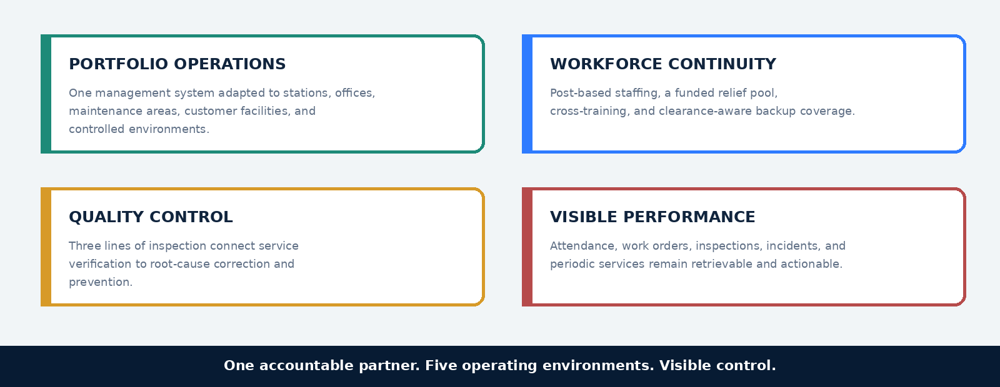 PORTFOLIO OPERATIONS
One management system adapted to stations, offices,
maintenance areas, customer facilities, and
controlled environments.
WORKFORCE CONTINUITY
Post-based staffing, a funded relief pool,
cross-training, and clearance-aware backup coverage.
QUALITY CONTROL
Three lines of inspection connect service
verification to root-cause correction and
prevention.
VISIBLE PERFORMANCE
Attendance, work orders, inspections, incidents, and
periodic services remain retrievable and actionable.
One accountable partner. Five operating environments. Visible control.